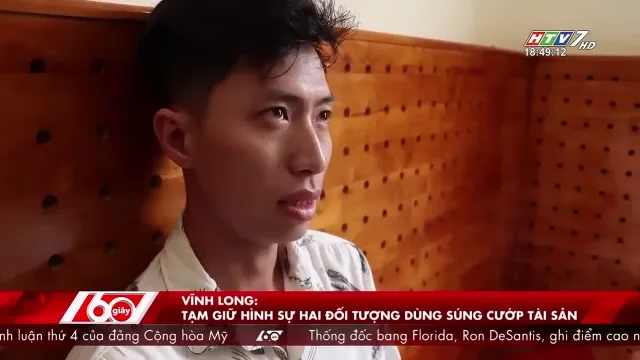 HTV7 HD
18:49:12
60 giây
VĨNH LONG:
TẠM GIỮ HÌNH SỰ HAI ĐỐI TƯỢNG DÙNG SÚNG CƯỚP TÀI SẢN
nh luận thứ 4 của đảng Cộng hòa Mỹ 60 Thống đốc bang Florida, Ron DeSantis, ghi điểm cao n